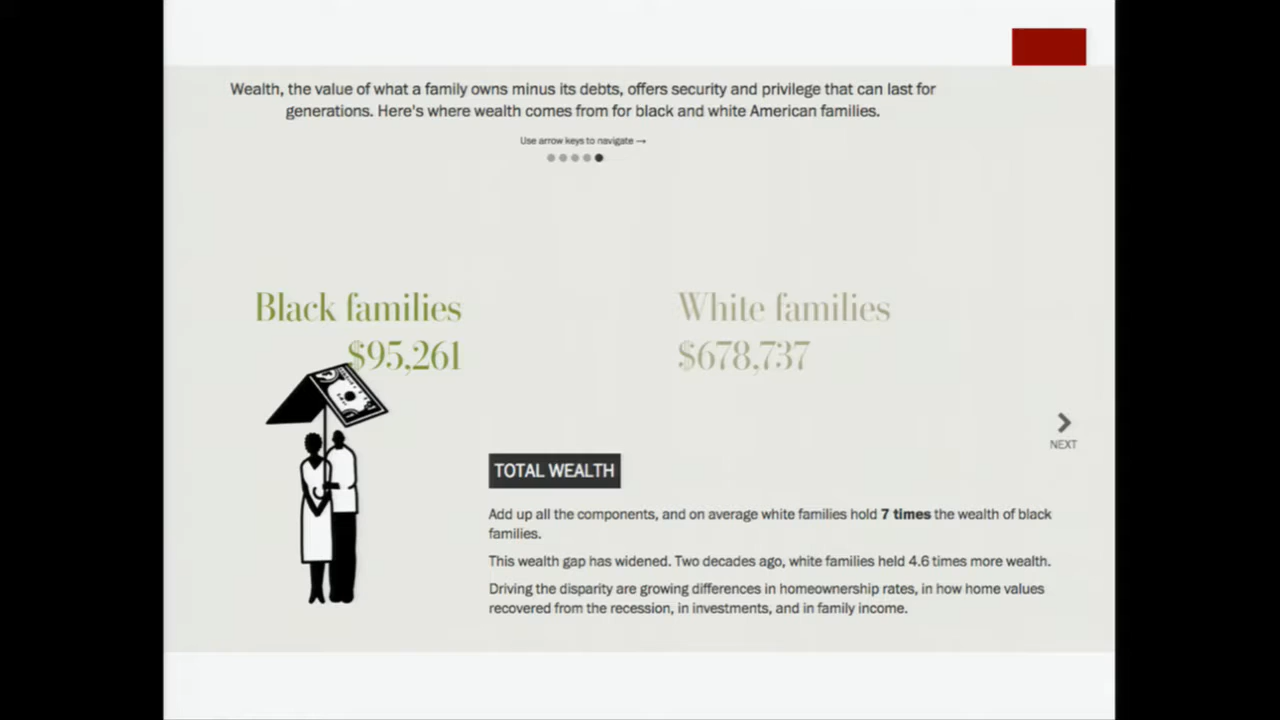 Wealth, the value of what a family owns minus its debts, offers security and privilege that can last for
generations. Here's where wealth comes from for black and white American families.
Use arrow keys to navigate →
Black families
$95,261
White families
$678,737
NEXT
TOTAL WEALTH
Add up all the components, and on average white families hold 7 times the wealth of black
families.
This wealth gap has widened. Two decades ago, white families held 4.6 times more wealth.
Driving the disparity are growing differences in homeownership rates, in how home values
recovered from the recession, in investments, and in family income.